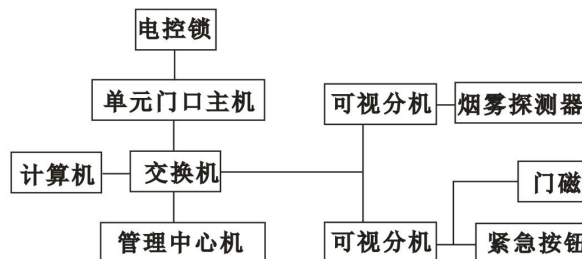 电控锁
单元门口主机
可视分机
烟雾探测器
计算机
交换机
门磁
管理中心机
可视分机
紧急按钮